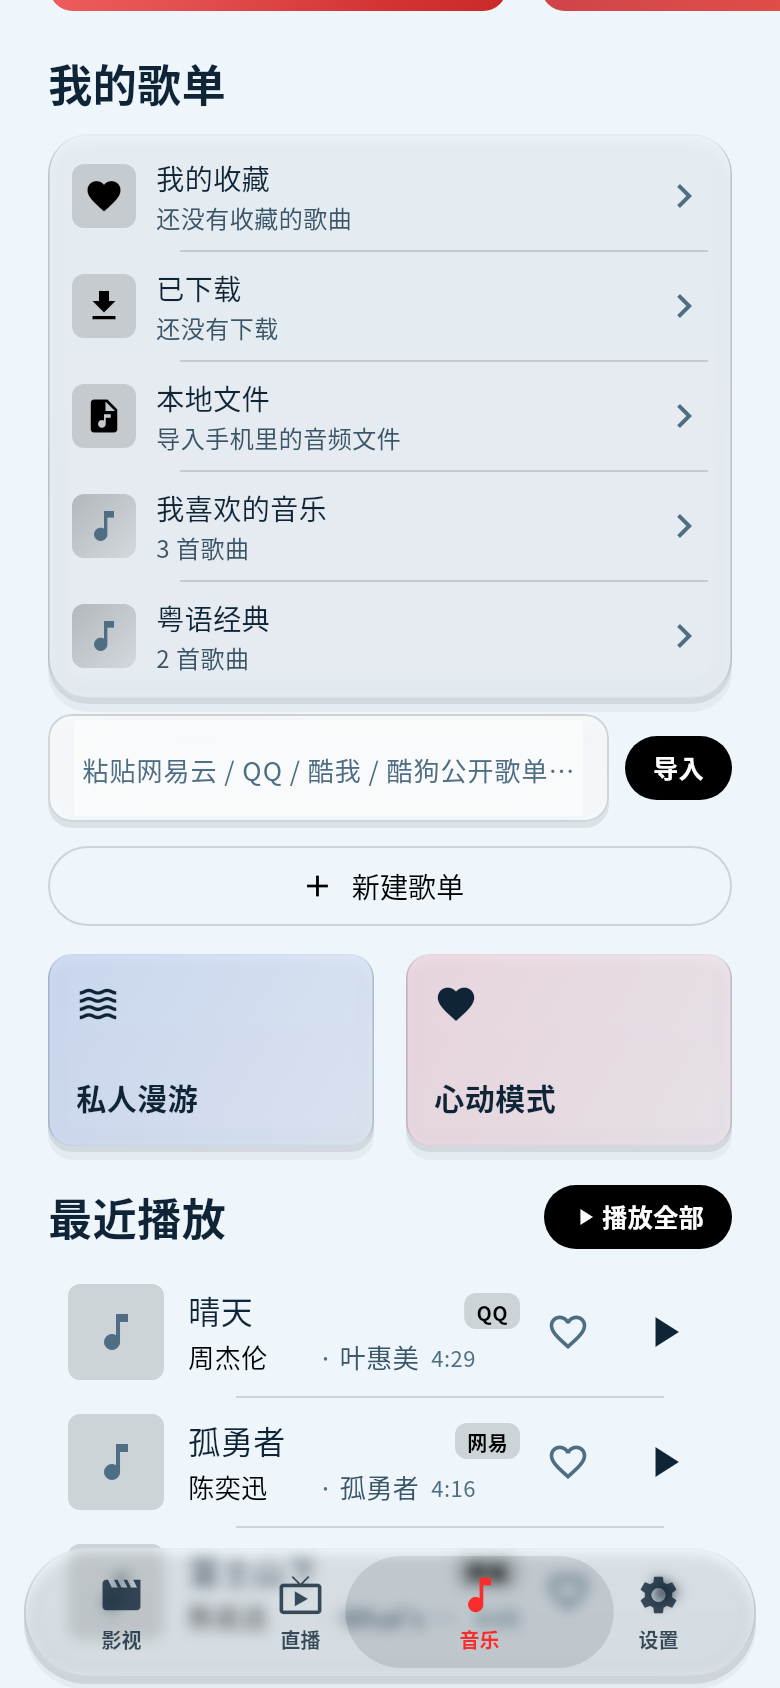 我的歌单
我的收藏
还没有收藏的歌曲
已下载
还没有下载
本地文件
导入手机里的音频文件
我喜欢的音乐
3 首歌曲
粤语经典
2 首歌曲
粘贴网易云 / QQ / 酷我 / 酷狗公开歌单… 导入
新建歌单
私人漫游 心动模式
最近播放 播放全部
晴天 QQ
周杰伦 · 叶惠美 4:29
孤勇者 网易
陈奕迅 · 孤勇者 4:16
影视 直播 音乐 设置